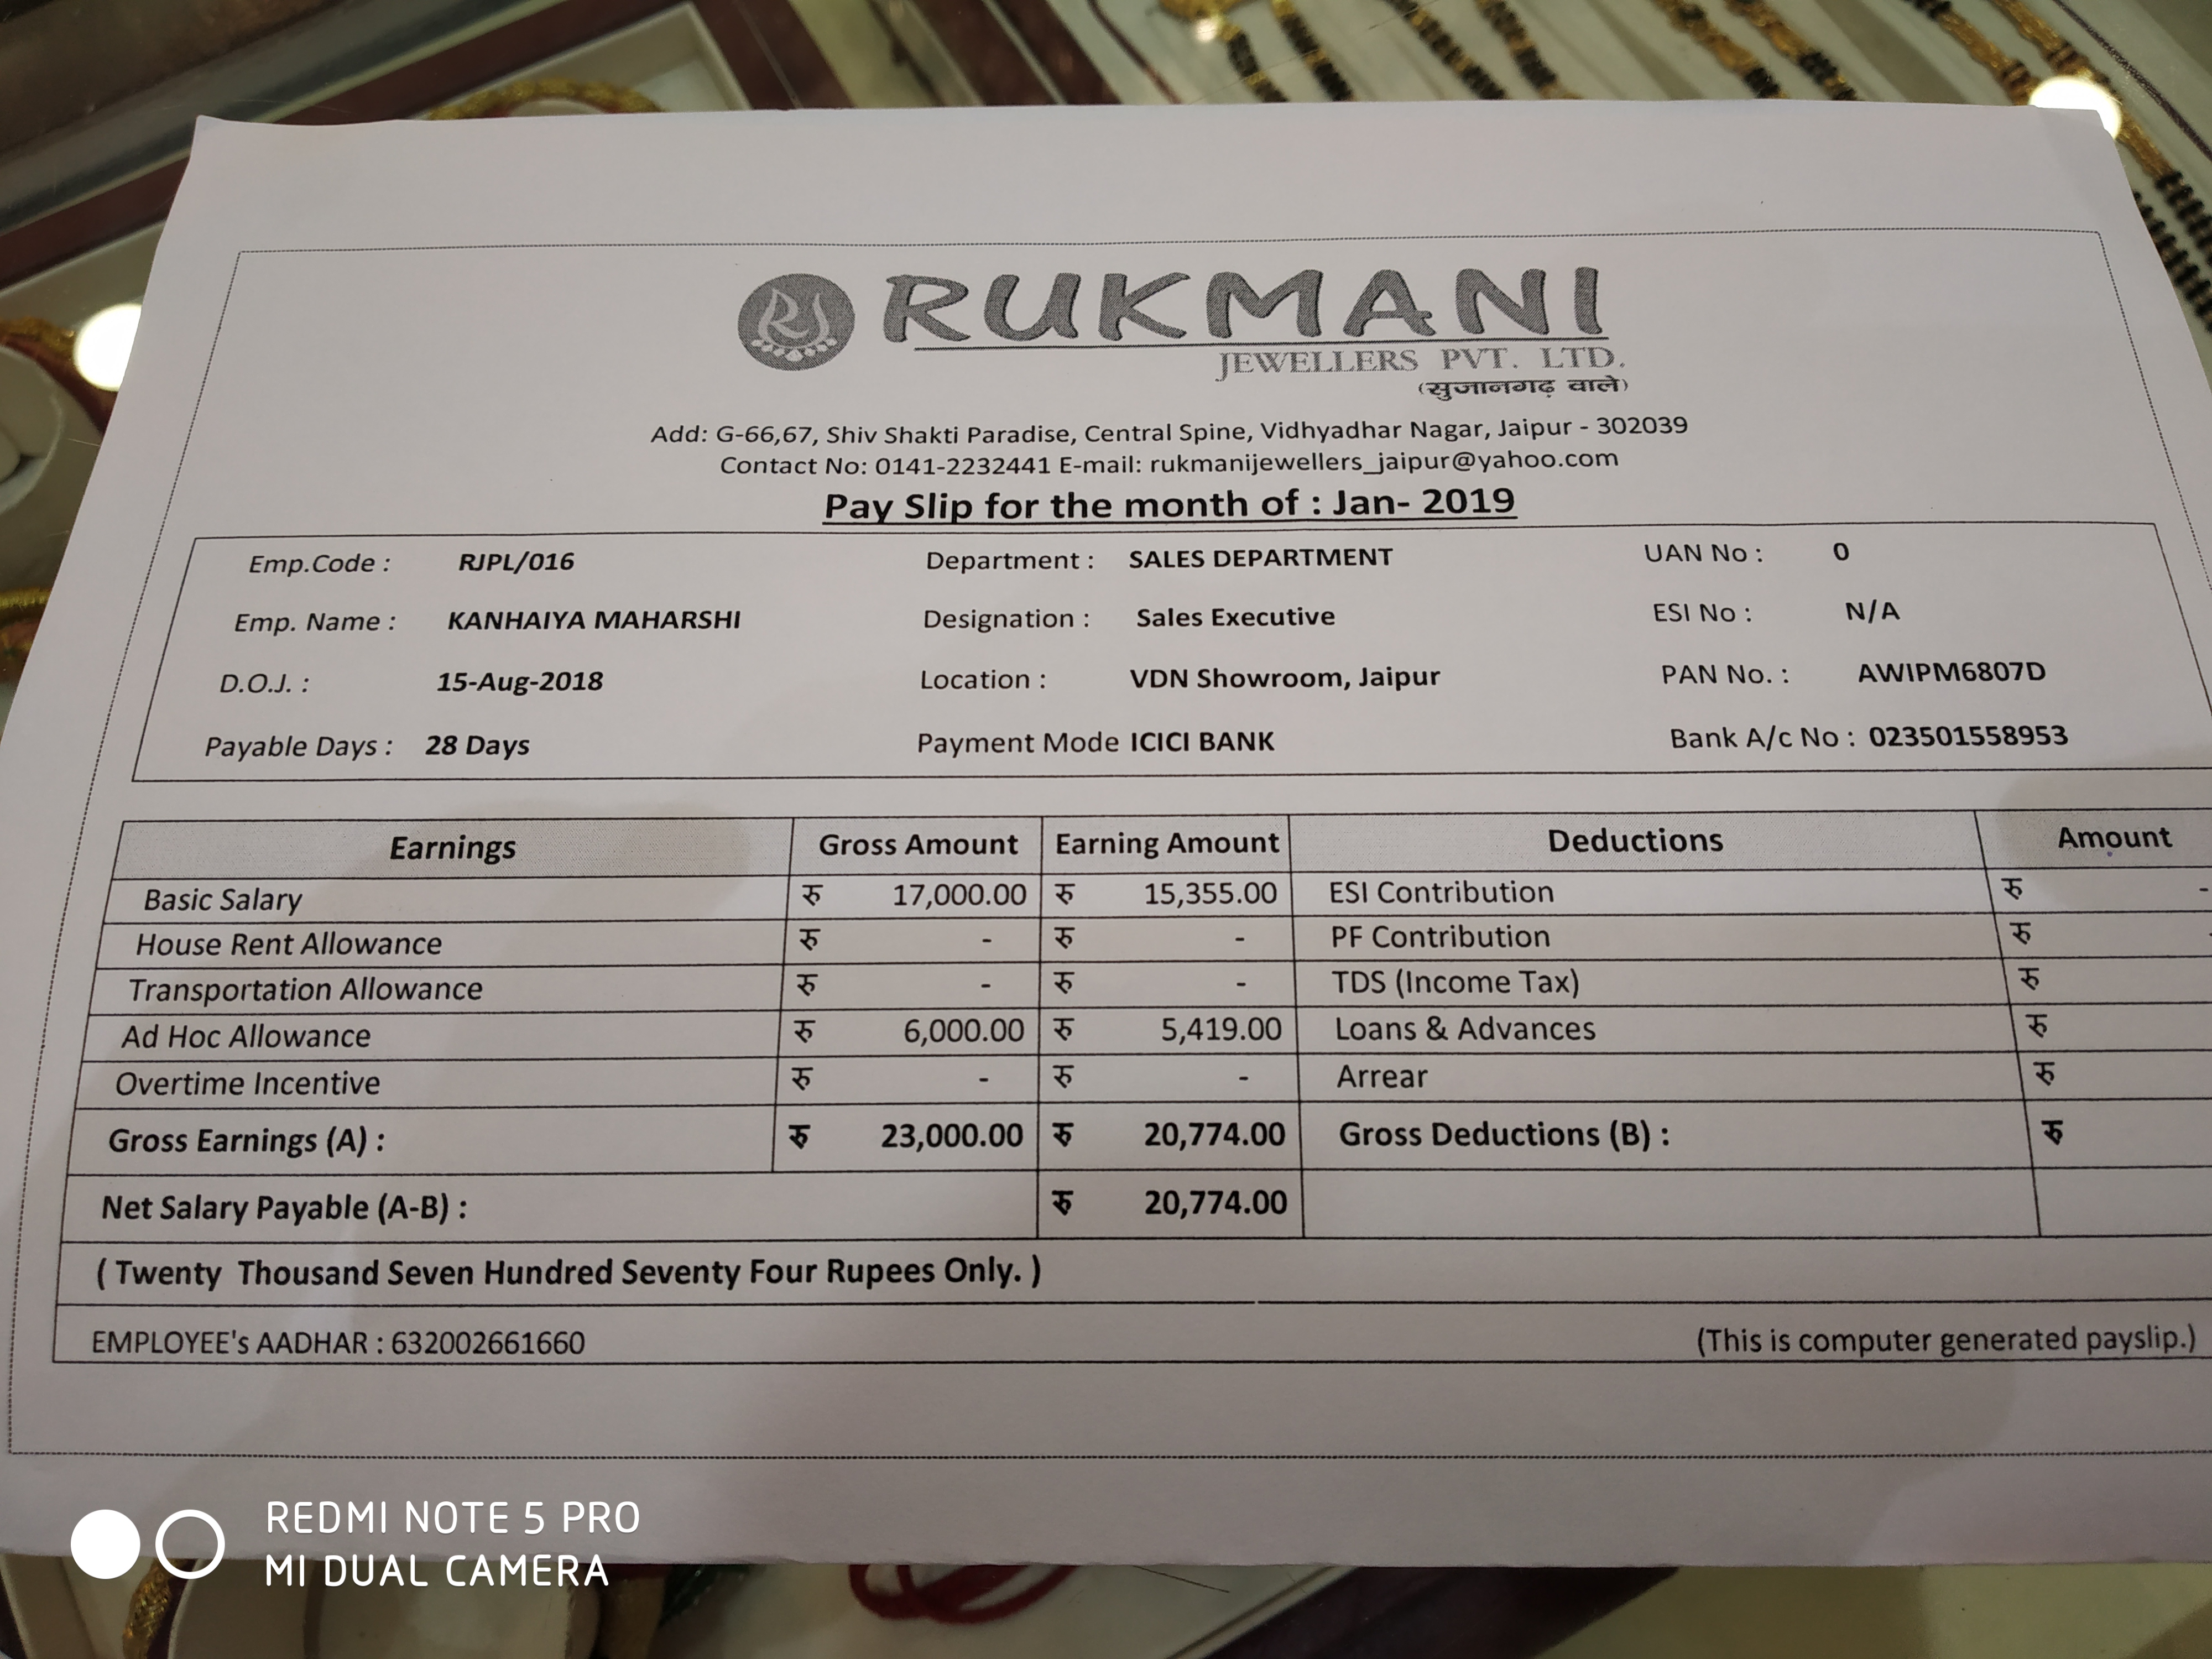 RUKMANI
JEWELLERS PVT. LTD.
(सुजानगढ़ वाले)
Add: G-66,67, Shiv Shakti Paradise, Central Spine, Vidhyadhar Nagar, Jaipur - 302039
Contact No: 0141-2232441 E-mail: rukmanijewellers_jaipur@yahoo.com
Pay Slip for the month of : Jan- 2019
Emp.Code : RJPL/016 Department : SALES DEPARTMENT UAN No : 0
Emp. Name : KANHAIYA MAHARSHI Designation : Sales Executive ESI No : N/A
D.O.J. : 15-Aug-2018 Location : VDN Showroom, Jaipur PAN No. : AWIPM6807D
Payable Days : 28 Days Payment Mode ICICI BANK Bank A/c No : 023501558953
Earnings Gross Amount Earning Amount Deductions Amount
Basic Salary रु 17,000.00 रु 15,355.00 ESI Contribution रु -
House Rent Allowance रु - रु - PF Contribution रु -
Transportation Allowance रु - रु - TDS (Income Tax) रु
Ad Hoc Allowance रु 6,000.00 रु 5,419.00 Loans & Advances रु
Overtime Incentive रु - रु - Arrear रु
Gross Earnings (A) : रु 23,000.00 रु 20,774.00 Gross Deductions (B) : रु
Net Salary Payable (A-B) : रु 20,774.00
( Twenty Thousand Seven Hundred Seventy Four Rupees Only. )
EMPLOYEE's AADHAR : 632002661660 (This is computer generated payslip.)
REDMI NOTE 5 PRO
MI DUAL CAMERA